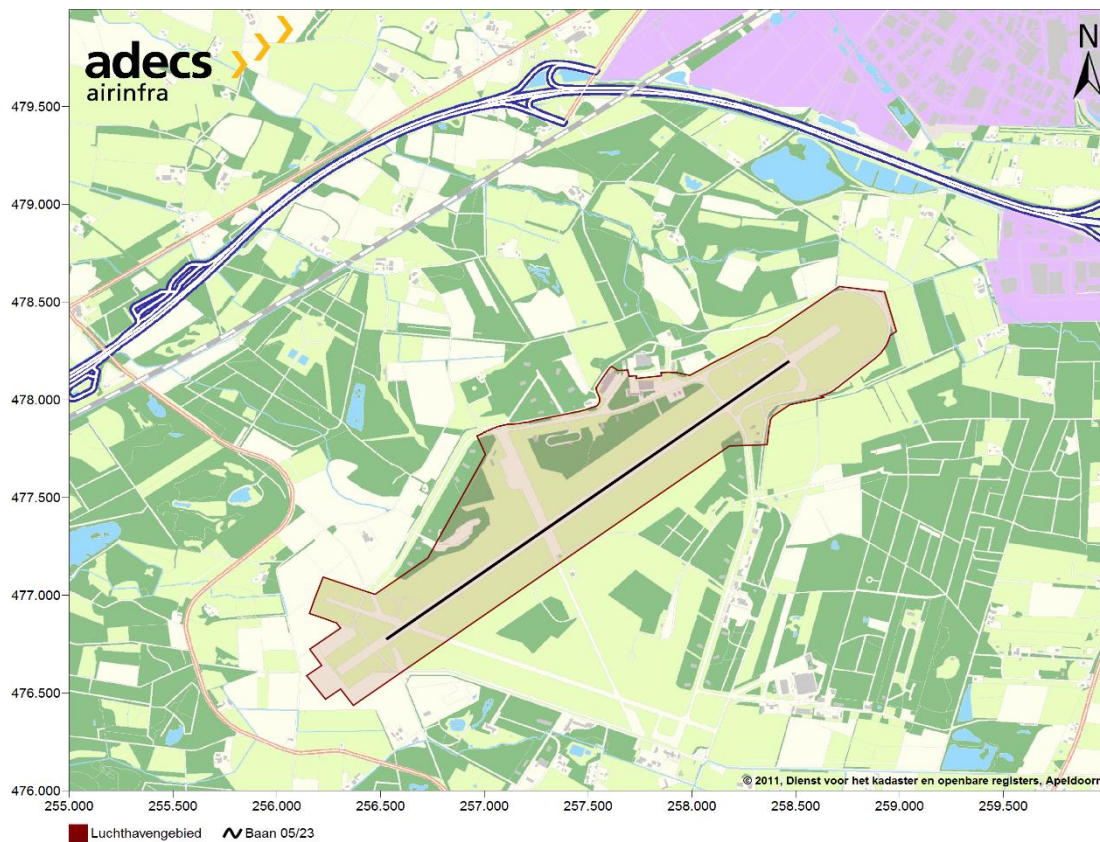 adecs
airinfra
N
479.500
479.000
478.500
478.000
477.500
477.000
476.500
476.000
© 2011, Dienst voor het kadaster en openbare registers, Apeldoorn
255.000 255.500 256.000 256.500 257.000 257.500 258.000 258.500 259.000 259.500
Luchthavengebied Baan 05/23